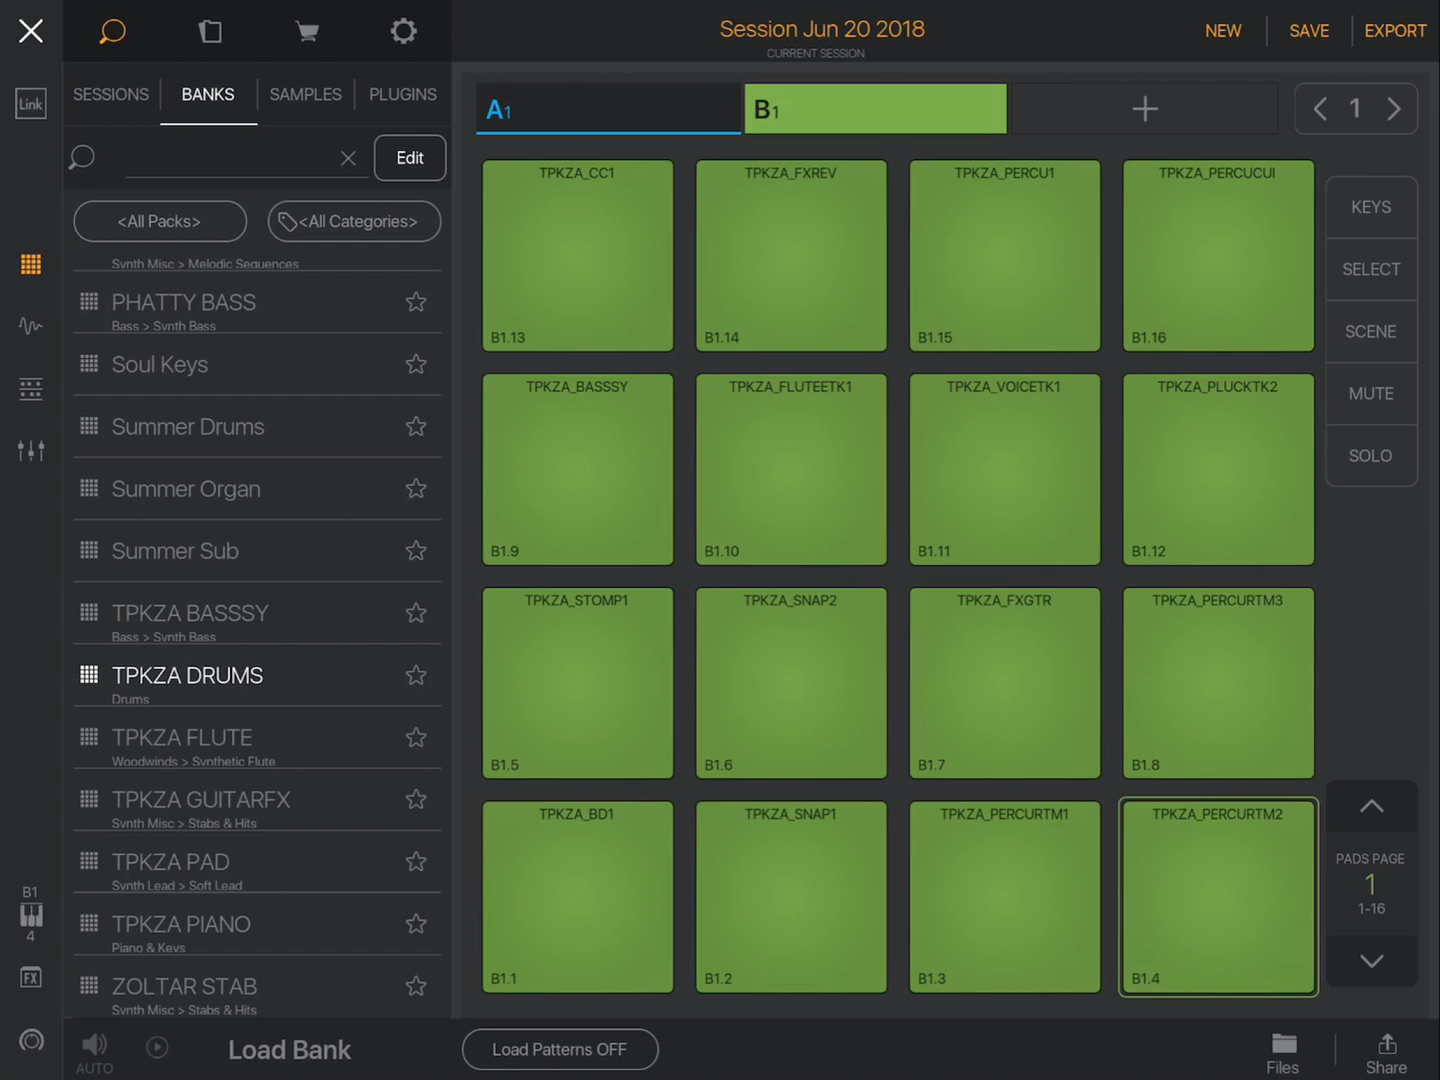 Session Jun 20 2018
CURRENT SESSION
NEW
SAVE
EXPORT
Link
SESSIONS
BANKS
SAMPLES
PLUGINS
Edit
<All Packs>
<All Categories>
Synth Misc > Melodic Sequences
PHATTY BASS
Bass > Synth Bass
Soul Keys
Summer Drums
Summer Organ
Summer Sub
TPKZA BASSSY
Bass > Synth Bass
TPKZA DRUMS
Drums
TPKZA FLUTE
Woodwinds > Synthetic Flute
TPKZA GUITARFX
Synth Misc > Stabs & Hits
TPKZA PAD
Synth Lead > Soft Lead
TPKZA PIANO
Piano & Keys
ZOLTAR STAB
Synth Misc > Stabs & Hits
B1
4
FX
AUTO
Load Bank
Load Patterns OFF
A1
B1
1
TPKZA_CC1
B1.13
TPKZA_FXREV
B1.14
TPKZA_PERCU1
B1.15
TPKZA_PERCUCUI
B1.16
TPKZA_BASSSY
B1.9
TPKZA_FLUTEETK1
B1.10
TPKZA_VOICETK1
B1.11
TPKZA_PLUCKTK2
B1.12
TPKZA_STOMP1
B1.5
TPKZA_SNAP2
B1.6
TPKZA_FXGTR
B1.7
TPKZA_PERCURTM3
B1.8
TPKZA_BD1
B1.1
TPKZA_SNAP1
B1.2
TPKZA_PERCURTM1
B1.3
TPKZA_PERCURTM2
B1.4
KEYS
SELECT
SCENE
MUTE
SOLO
PADS PAGE
1
1-16
Files
Share